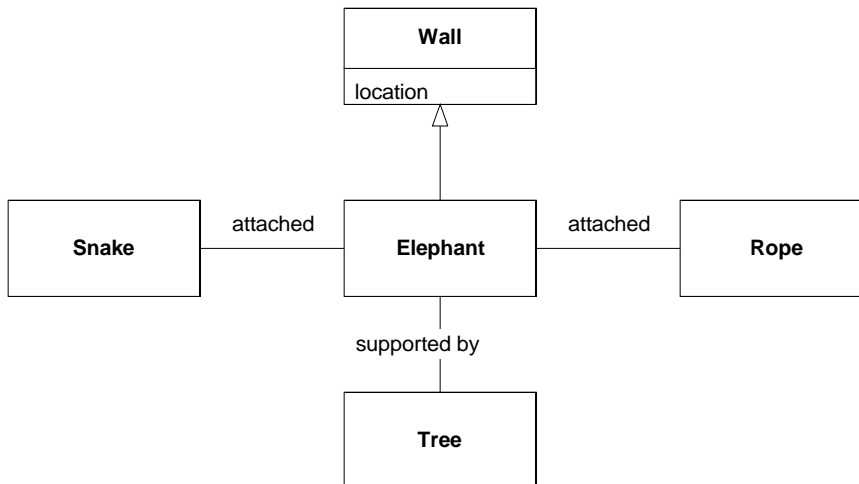 Wall
location
attached
attached
Snake
Elephant
Rope
supported by
Tree